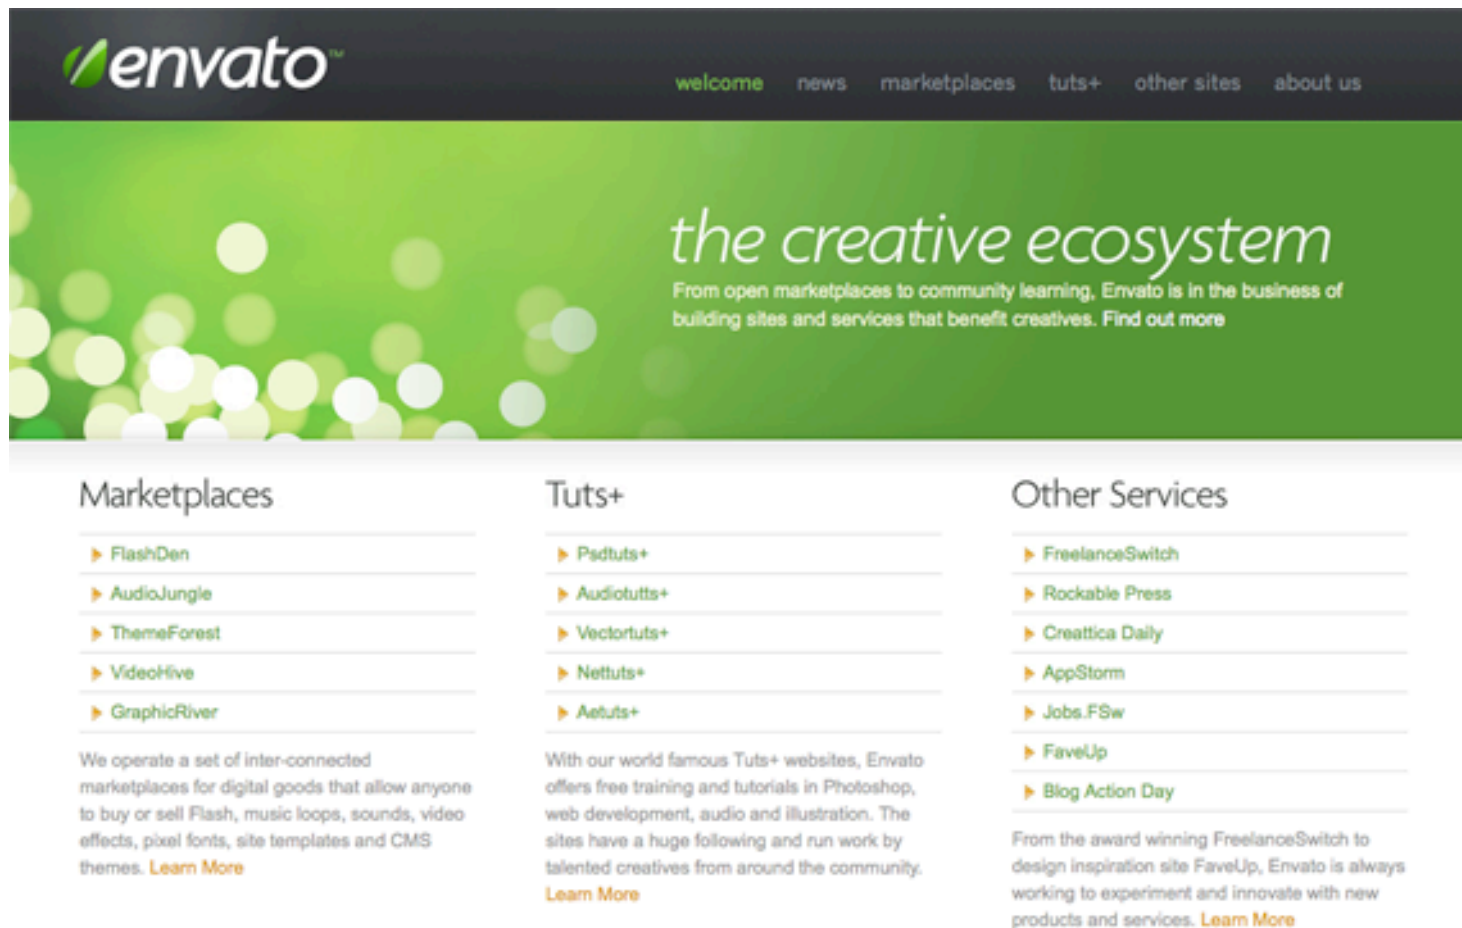 envato™
welcome news marketplaces tuts+ other sites about us
the creative ecosystem
From open marketplaces to community learning, Envato is in the business of
building sites and services that benefit creatives. Find out more
Marketplaces
FlashDen
AudioJungle
ThemeForest
VideoHive
GraphicRiver
We operate a set of inter-connected
marketplaces for digital goods that allow anyone
to buy or sell Flash, music loops, sounds, video
effects, pixel fonts, site templates and CMS
themes. Learn More
Tuts+
Psdtuts+
Audiotutts+
Vectortuts+
Nettuts+
Aetuts+
With our world famous Tuts+ websites, Envato
offers free training and tutorials in Photoshop,
web development, audio and illustration. The
sites have a huge following and run work by
talented creatives from around the community.
Learn More
Other Services
FreelanceSwitch
Rockable Press
Creattica Daily
AppStorm
Jobs.FSw
FaveUp
Blog Action Day
From the award winning FreelanceSwitch to
design inspiration site FaveUp, Envato is always
working to experiment and innovate with new
products and services. Learn More